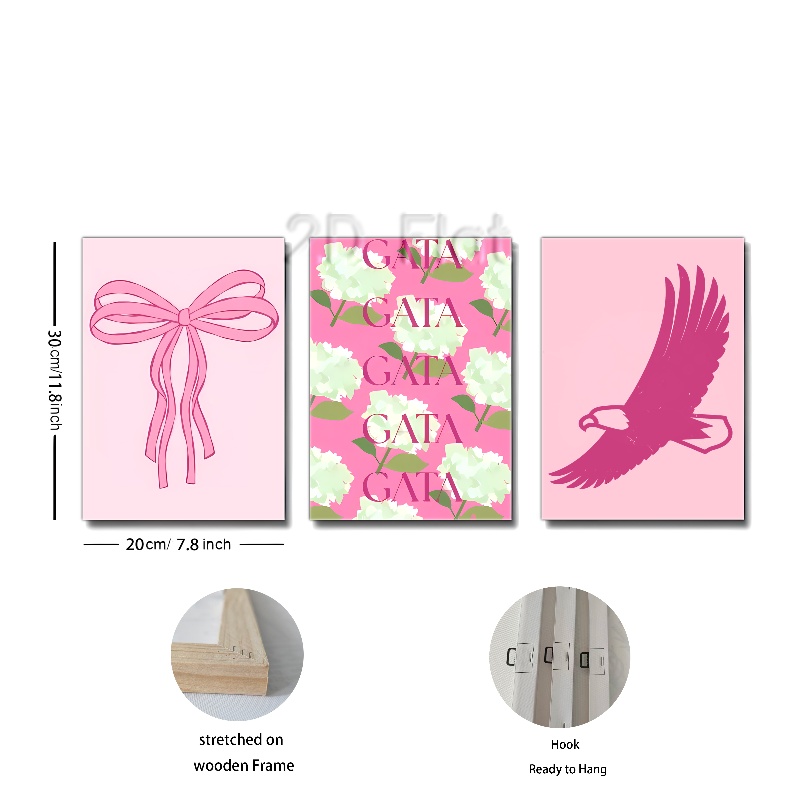 2D Flat
GATA
GATA
GATA
GATA
GATA
30cm/11.8inch
20cm/ 7.8 inch
stretched on
wooden Frame
Hook
Ready to Hang